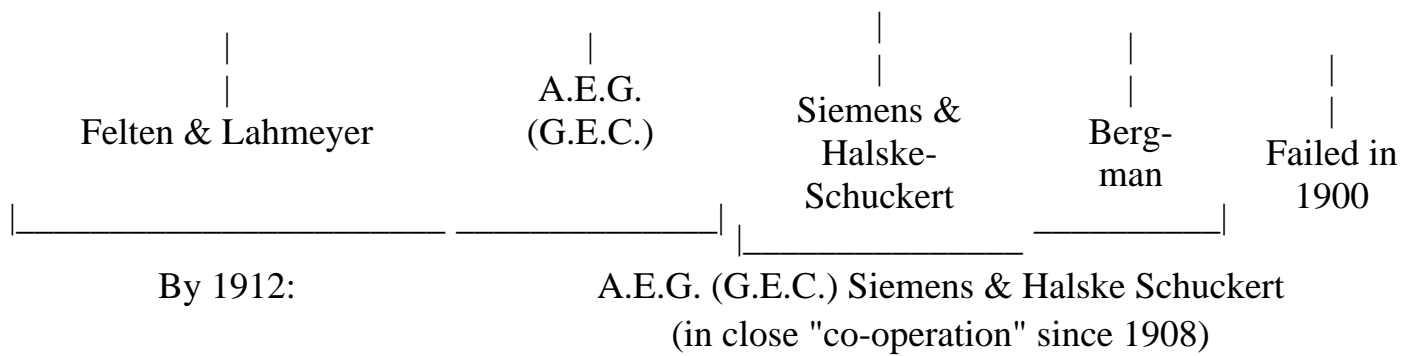 Felten & Lahmeyer
A.E.G.
(G.E.C.)
Siemens &
Halske-
Schuckert
Berg-
man
Failed in
1900
By 1912:
A.E.G. (G.E.C.) Siemens & Halske Schuckert
(in close "co-operation" since 1908)